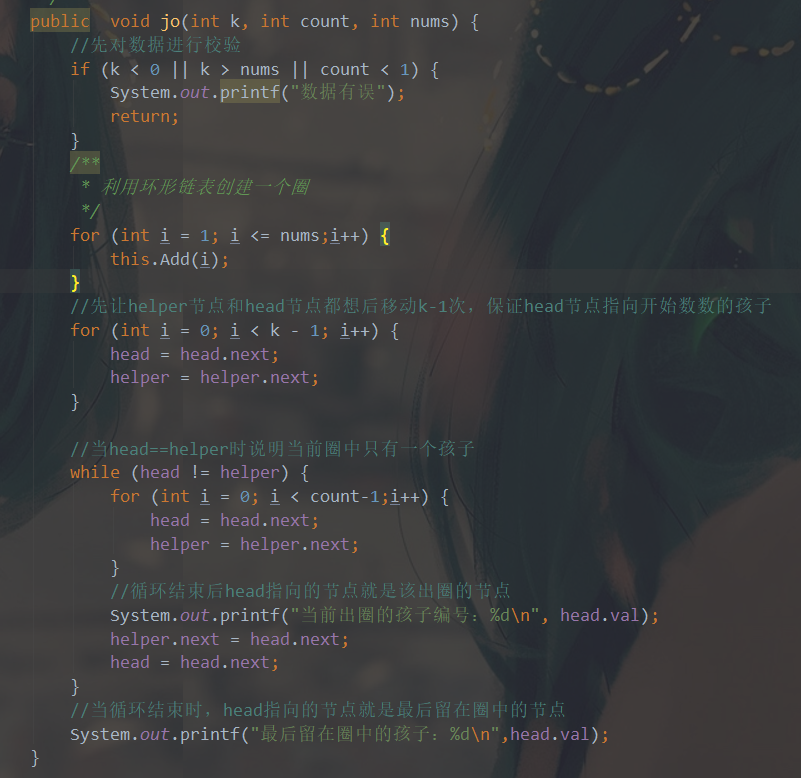 public  void jo(int k, int count, int nums) {
//先对数据进行校验
if (k < 0 || k > nums || count < 1) {
System.out.printf("数据有误");
return;
}
/**
* 利用环形链表创建一个圈
*/
for (int i = 1; i <= nums;i++) {
this.Add(i);
}
//先让helper节点和head节点都想后移动k-1次，保证head节点指向开始数数的孩子
for (int i = 0; i < k - 1; i++) {
head = head.next;
helper = helper.next;
}
//当head==helper时说明当前圈中只有一个孩子
while (head != helper) {
for (int i = 0; i < count-1;i++) {
head = head.next;
helper = helper.next;
}
//循环结束后head指向的节点就是该出圈的节点
System.out.printf("当前出圈的孩子编号：%d\n", head.val);
helper.next = head.next;
head = head.next;
}
//当循环结束时，head指向的节点就是最后留在圈中的节点
System.out.printf("最后留在圈中的孩子：%d\n",head.val);
}